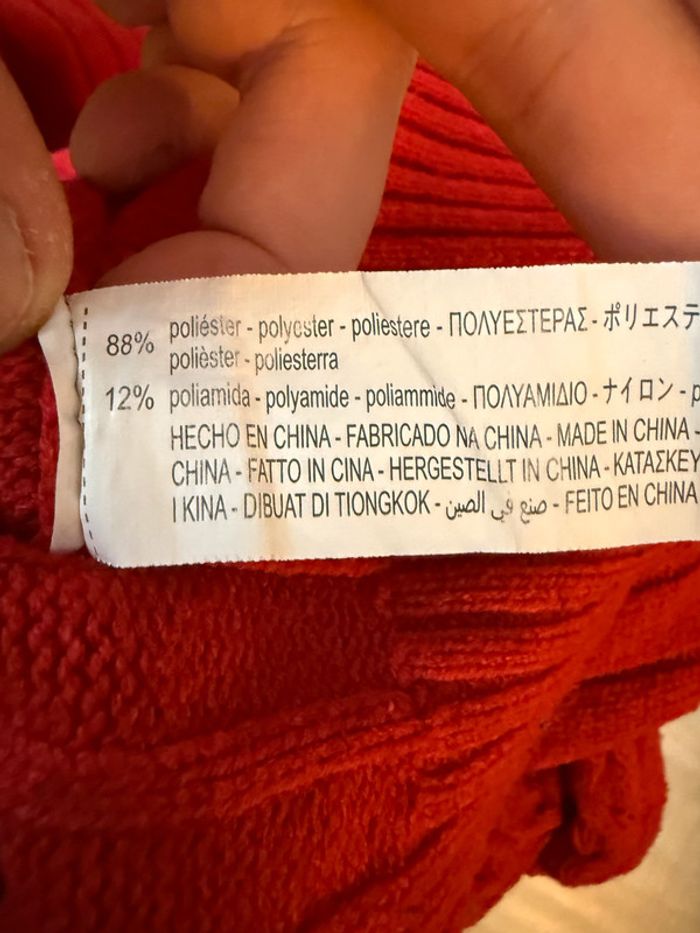 88% poliéster - polyester - poliestere - ΠΟΛΥΕΣΤΕΡΑΣ - ポリエステ
polièster - poliesterra
12% poliamida - polyamide - poliammide - ΠΟΛΥΑΜΙΔΙΟ - ナイロン - p
HECHO EN CHINA - FABRICADO NA CHINA - MADE IN CHINA -
CHINA - FATTO IN CINA - HERGESTELLT IN CHINA - ΚΑΤΑΣΚΕΥ
I KINA - DIBUAT DI TIONGKOK - صنع في الصين - FEITO EN CHINA